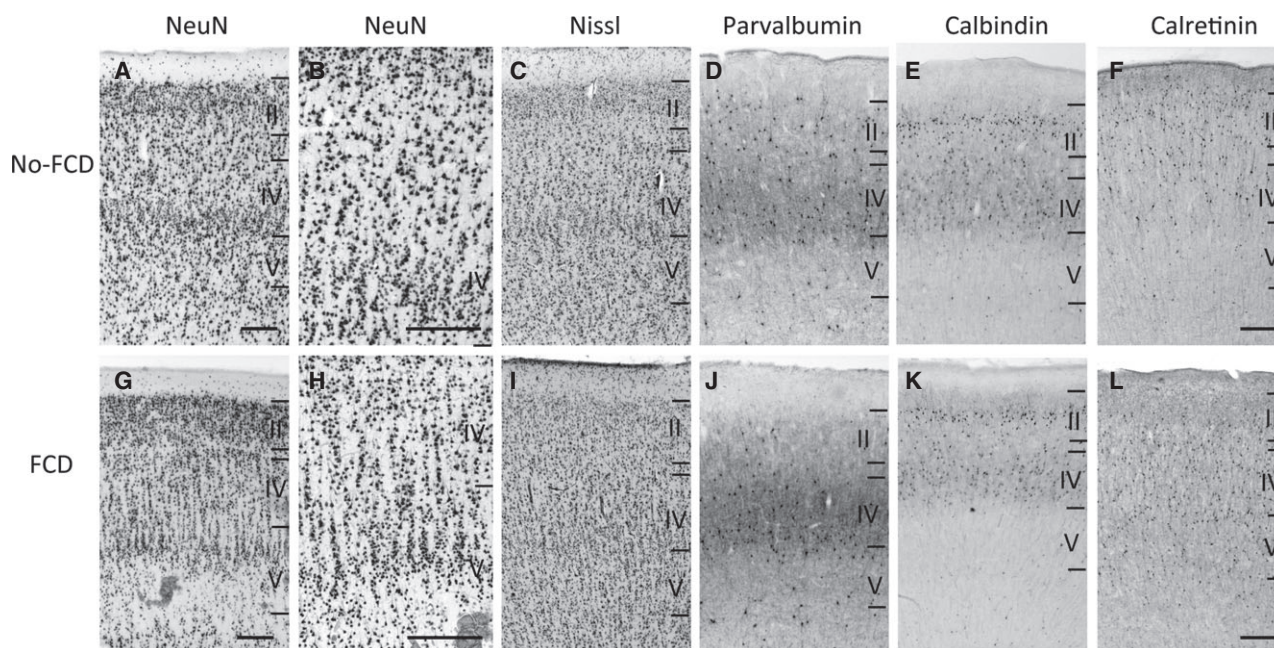 NeuN NeuN Nissl Parvalbumin Calbindin Calretinin
No-FCD
A B C D E F
II II II II II
IV IV IV IV IV IV
V V V V V
FCD
G H I J K L
II II II II I
IV IV IV IV IV IV
V V V V V V